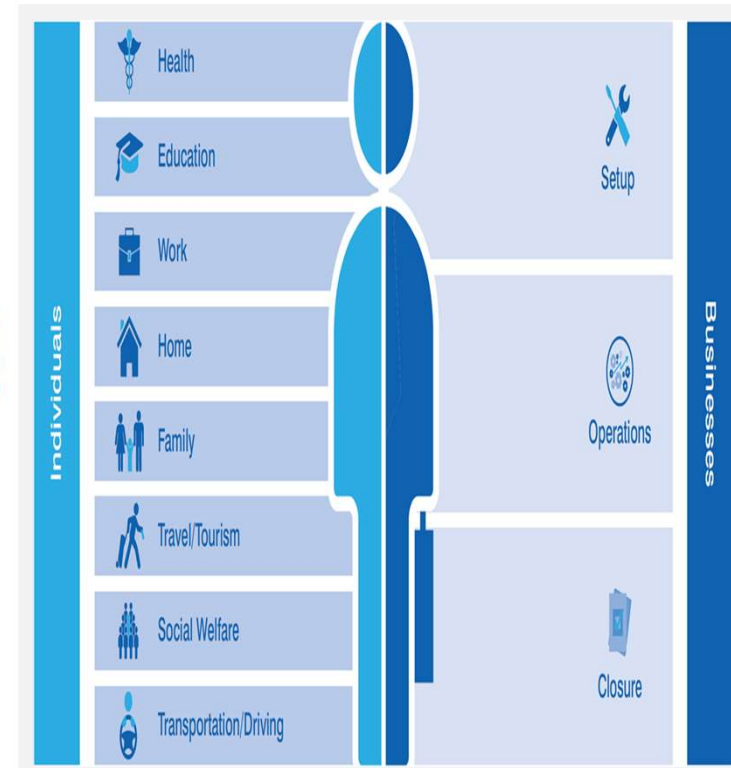 Individuals
Health
Education
Work
Home
Family
Travel/Tourism
Social Welfare
Transportation/Driving
Setup
Operations
Closure
Businesses